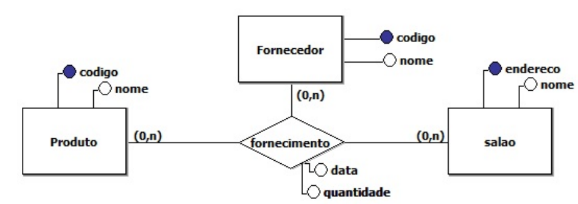 Fornecedor
codigo
nome
codigo
nome
endereco
nome
(0,n)
Produto
(0,n)
fornecimento
(0,n)
salao
data
quantidade